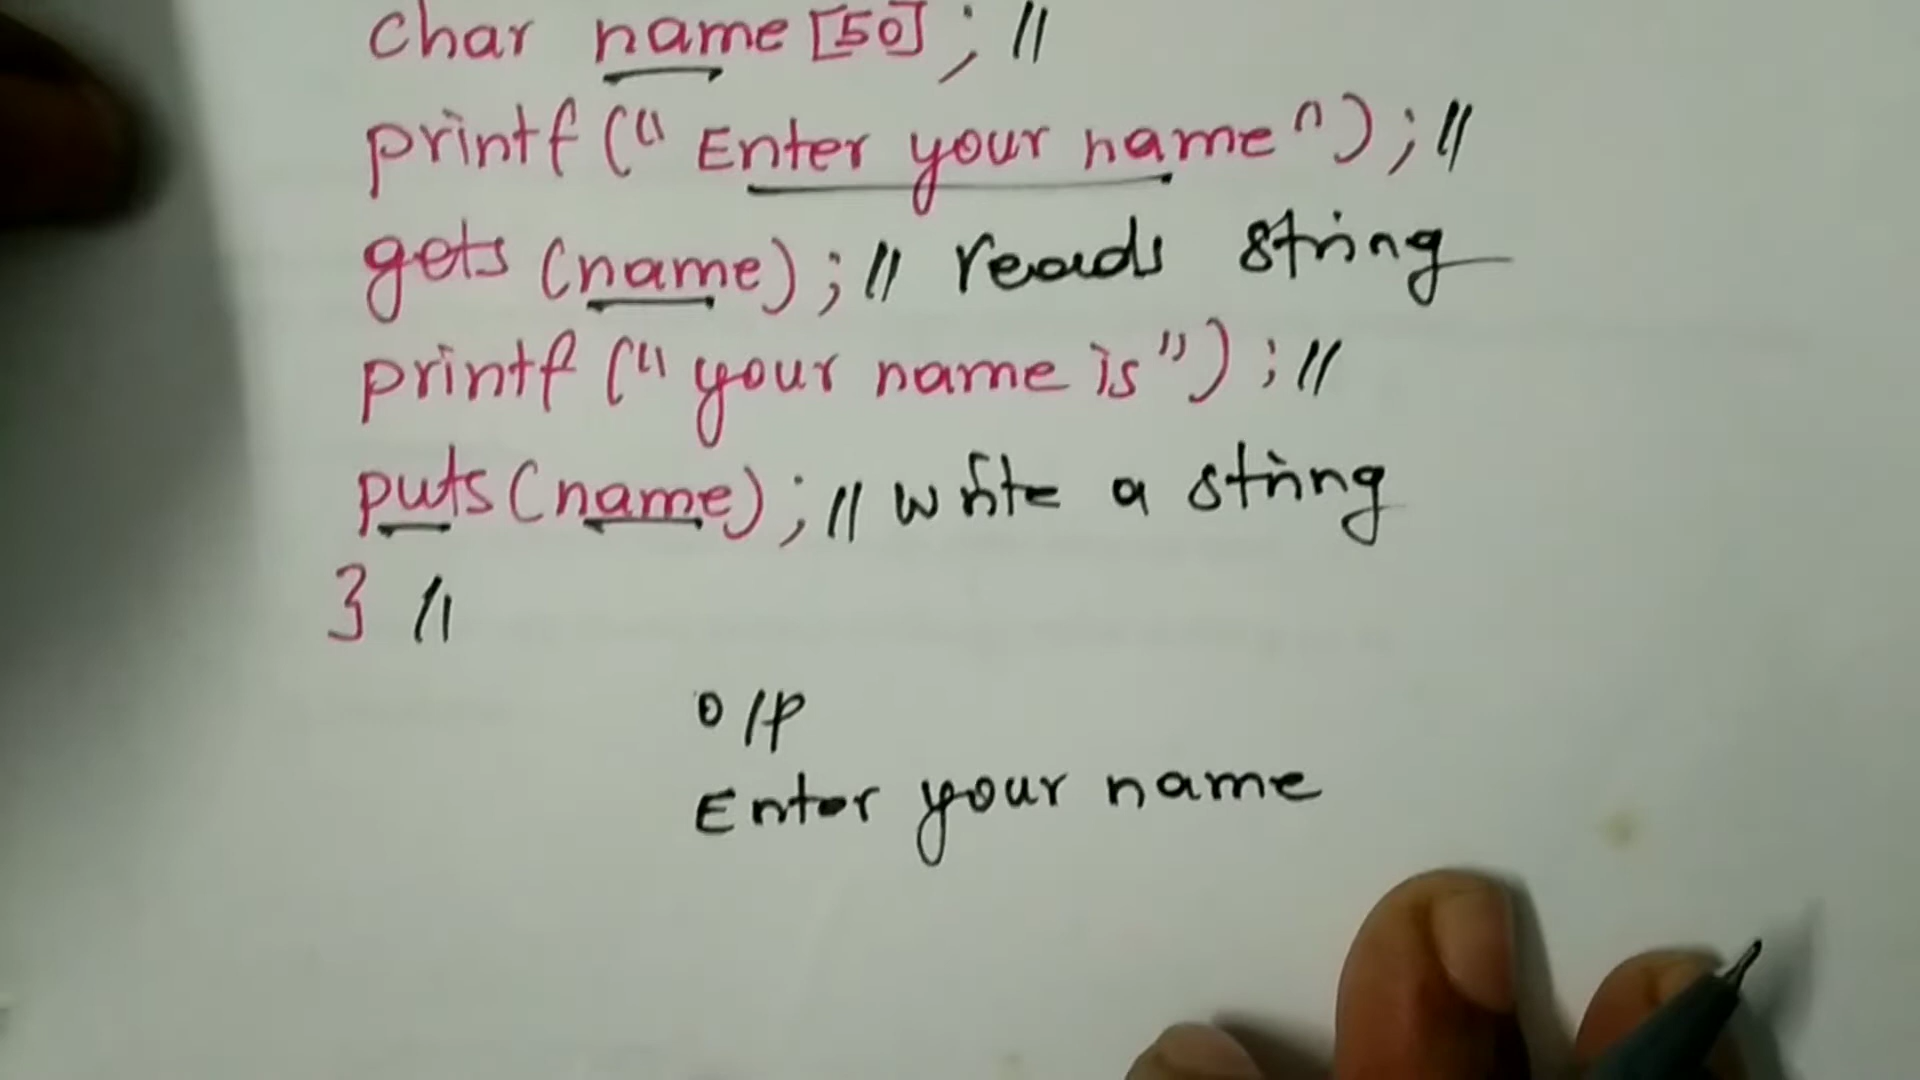 char name [50] ; //
printf (" Enter your name") ; //
gets (name) ; // reads string
printf (" your name is") ; //
puts (name) ; // write a string
} //
o/p
Enter your name